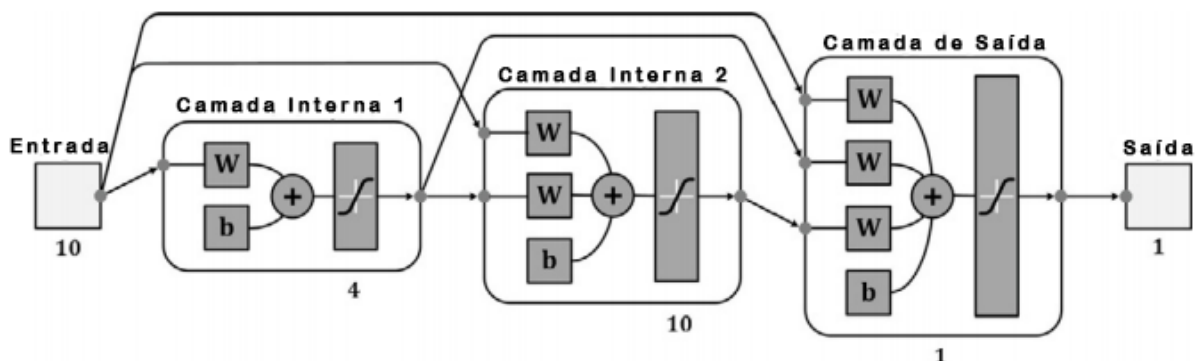 Entrada
10
Camada Interna 1
W
b
+
4
Camada Interna 2
W
W
b
+
10
Camada de Saída
W
W
W
b
+
1
Saída
1